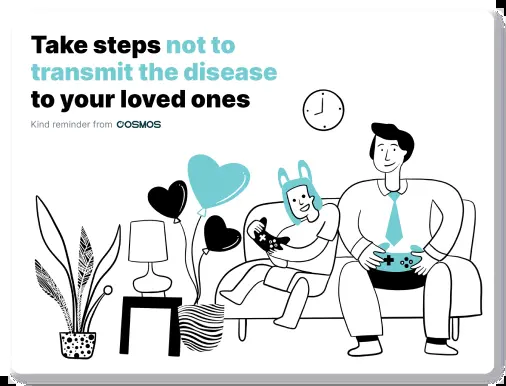 Take steps not to
transmit the disease
to your loved ones
Kind reminder from COSMOS